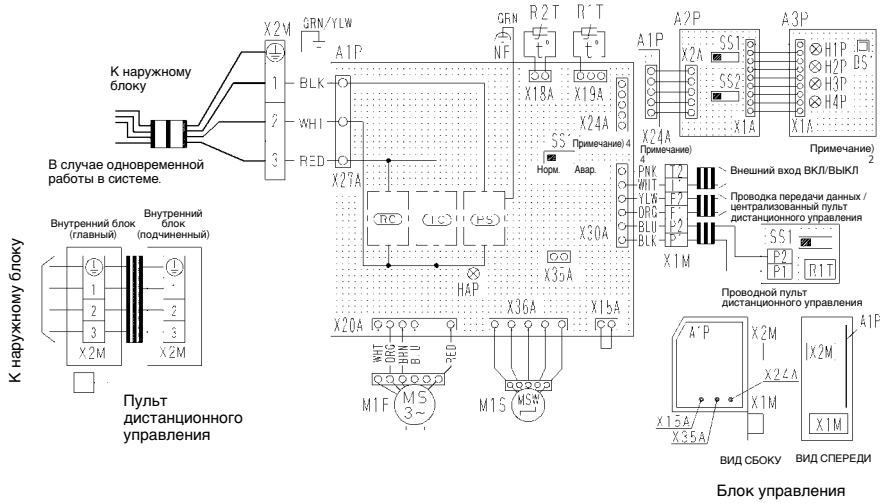 X2M
GRN/YLW
A1P
GRN
NF
R2T
R1T
t°
t°
X18A
X19A
A1P
X24A
X24A
A2P
X2A
SS1
SS2
X1A
A3P
H1P
H2P
H3P
H4P
BS1
X1A
К наружному
блоку
1
BLK
2
WHT
3
RED
X27A
В случае одновременной
работы в системе.
SS1
Примечание) 4
Норм.
Авар.
Примечание)
4
Примечание)
2
PNK
T2
WHT
T1
YLW
F2
ORG
F1
BLU
P2
BLK
P1
X30A
X1M
Внешний вход ВКЛ/ВЫКЛ
Проводка передачи данных /
централизованный пульт
дистанционного управления
SS1
P2
P1
R1T
Проводной пульт
дистанционного управления
RC
TC
PS
HAP
X35A
К наружному блоку
Внутренний блок
(главный)
Внутренний
блок
(подчиненный)
1
2
3
X2M
2
3
X2M
Пульт
дистанционного
управления
X20A
X36A
X15A
WHT
ORG
BRN
BLU
RED
M1F
MS
3~
M1S
MSW
A1P
X2M
X24A
X1M
X15A
X35A
ВИД СБОКУ
A1P
X2M
X1M
ВИД СПЕРЕДИ
Блок управления